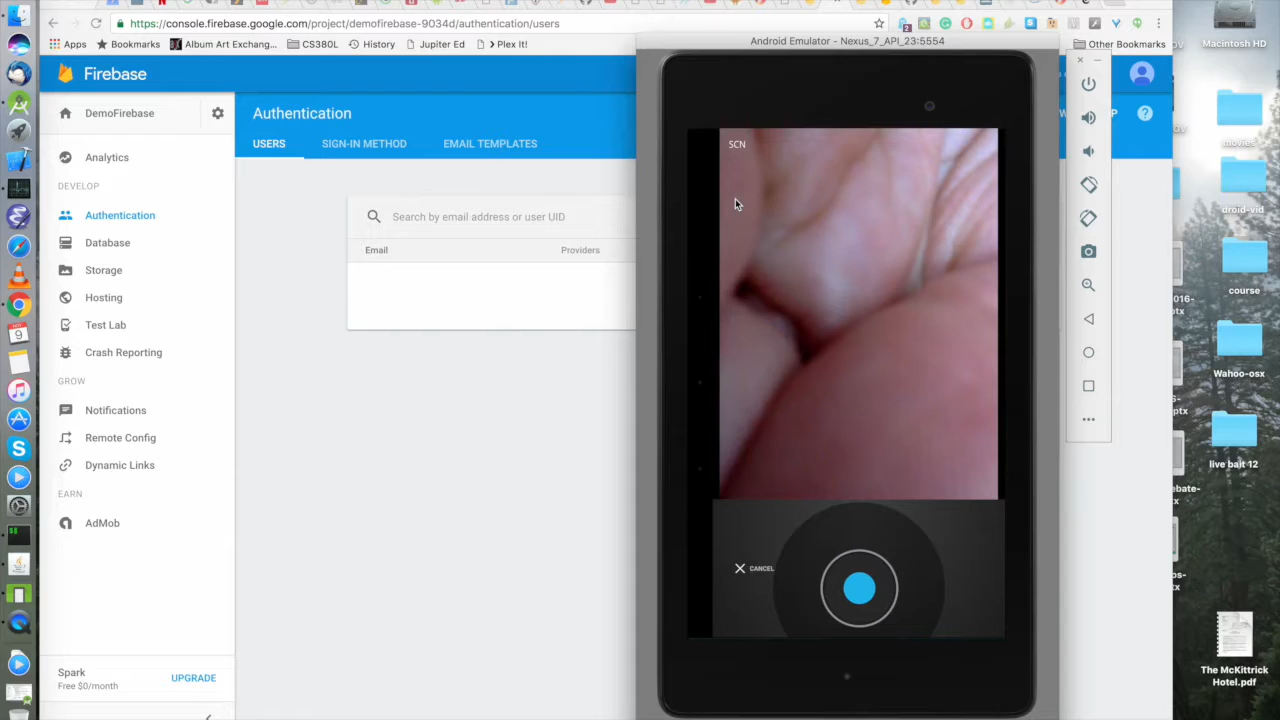 https://console.firebase.google.com/project/demofirebase-9034d/authentication/users
Apps
Bookmarks
Album Art Exchang...
CS380L
History
Jupiter Ed
> Plex It!
Other Bookmarks
Android Emulator - Nexus_7_API_23:5554
Macintosh HD
Firebase
DemoFirebase
Authentication
USERS
SIGN-IN METHOD
EMAIL TEMPLATES
Analytics
DEVELOP
Authentication
Database
Storage
Hosting
Test Lab
Crash Reporting
GROW
Notifications
Remote Config
Dynamic Links
EARN
AdMob
Spark
Free $0/month
UPGRADE
Search by email address or user UID
Email
Providers
SCN
CANCEL
movies
droid-vid
course
Wahoo-osx
live bait 12
The McKittrick
Hotel.pdf